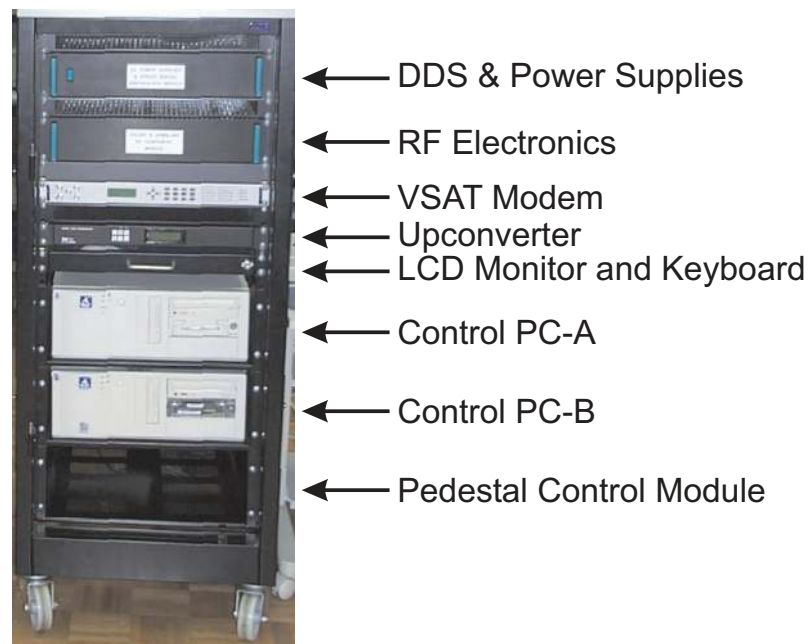 DDS & Power Supplies
RF Electronics
VSAT Modem
Upconverter
LCD Monitor and Keyboard
Control PC-A
Control PC-B
Pedestal Control Module